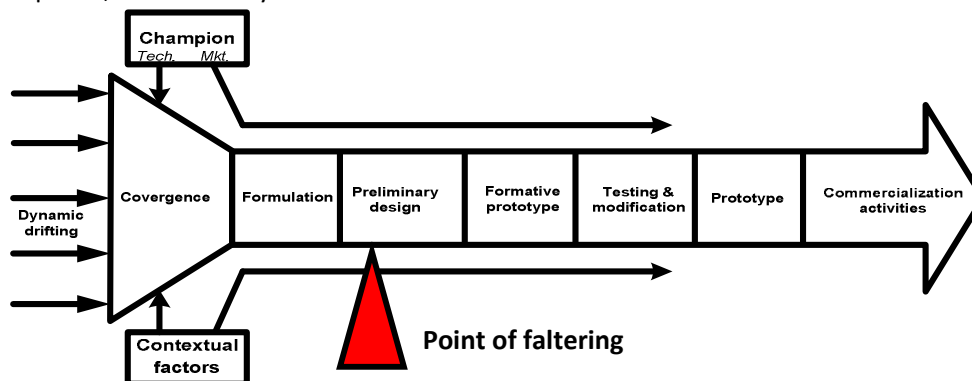 Champion
Tech. Mkt.
Dynamic
drifting
Covergence
Formulation
Preliminary
design
Formative
prototype
Testing &
modification
Prototype
Commercialization
activities
Contextual
factors
Point of faltering